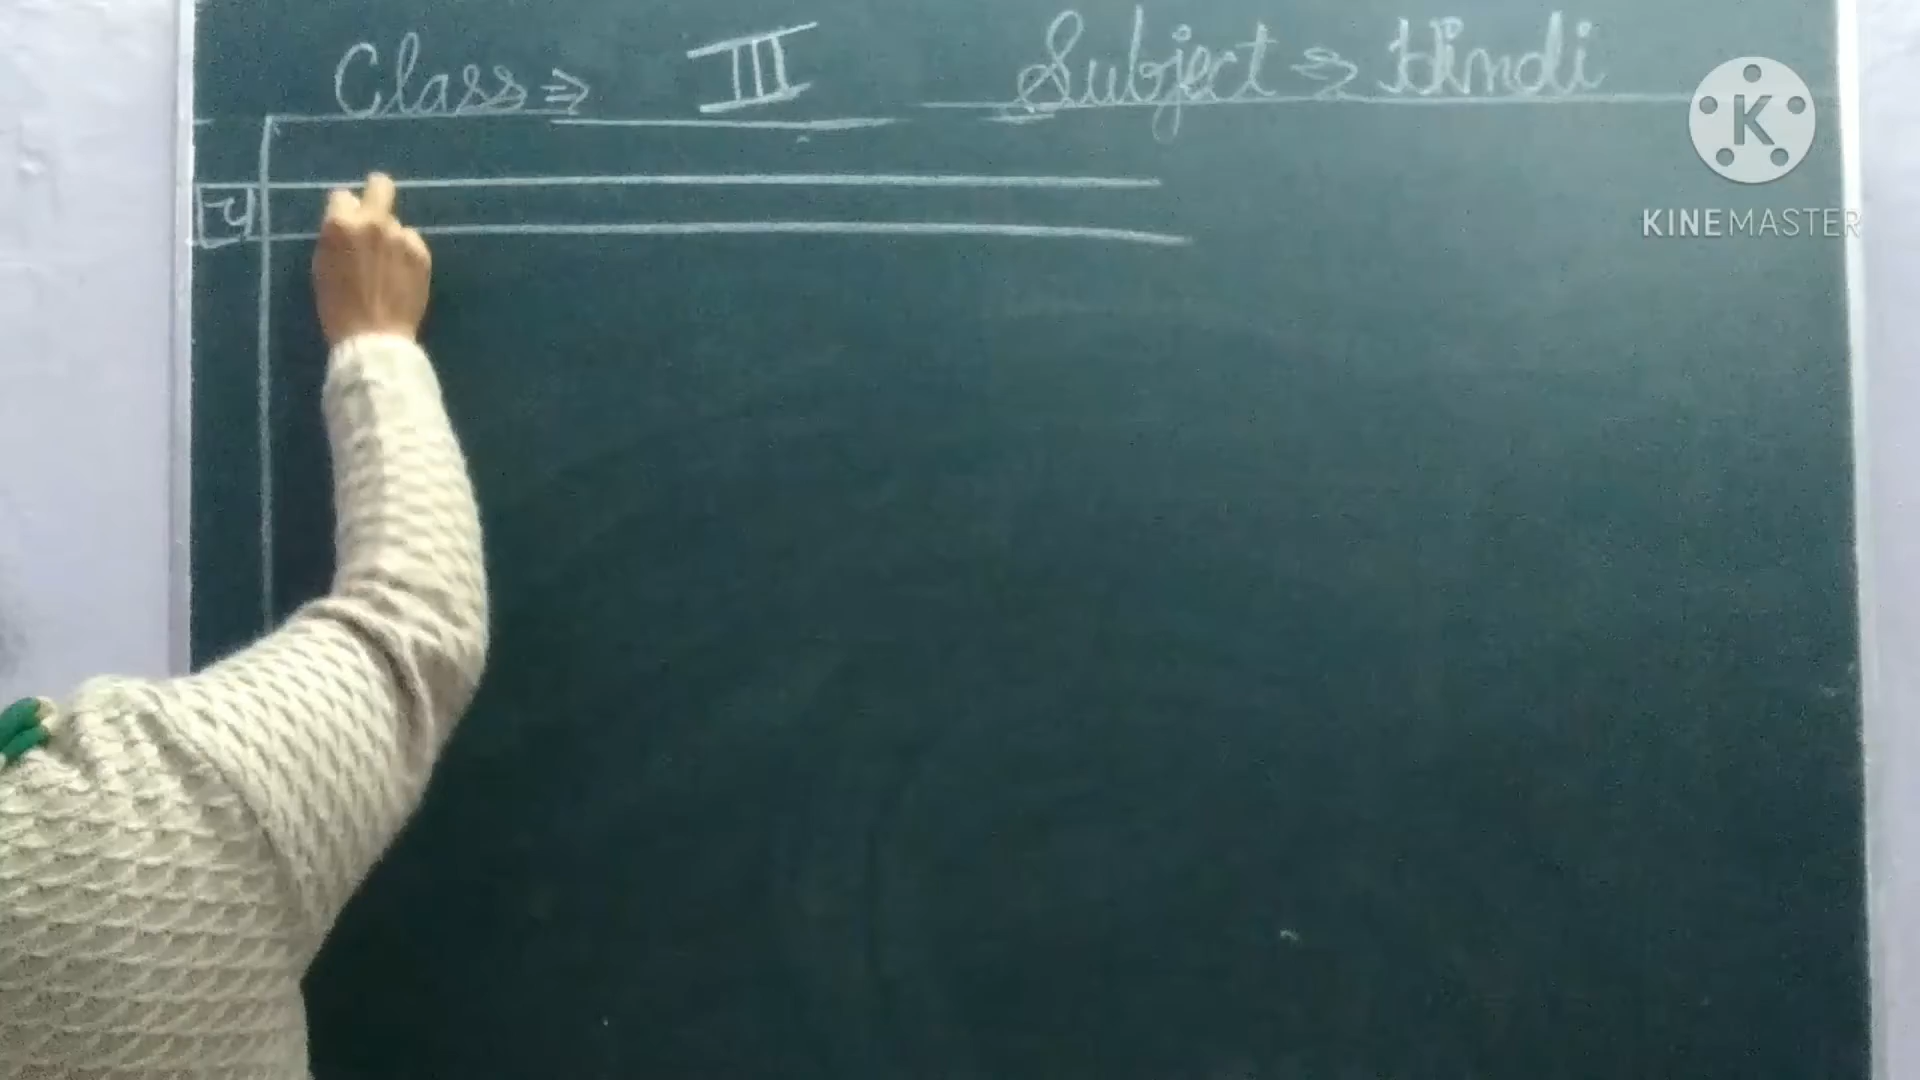 Class ⇒ III Subject ⇒ Hindi
K
KINEMASTER
च